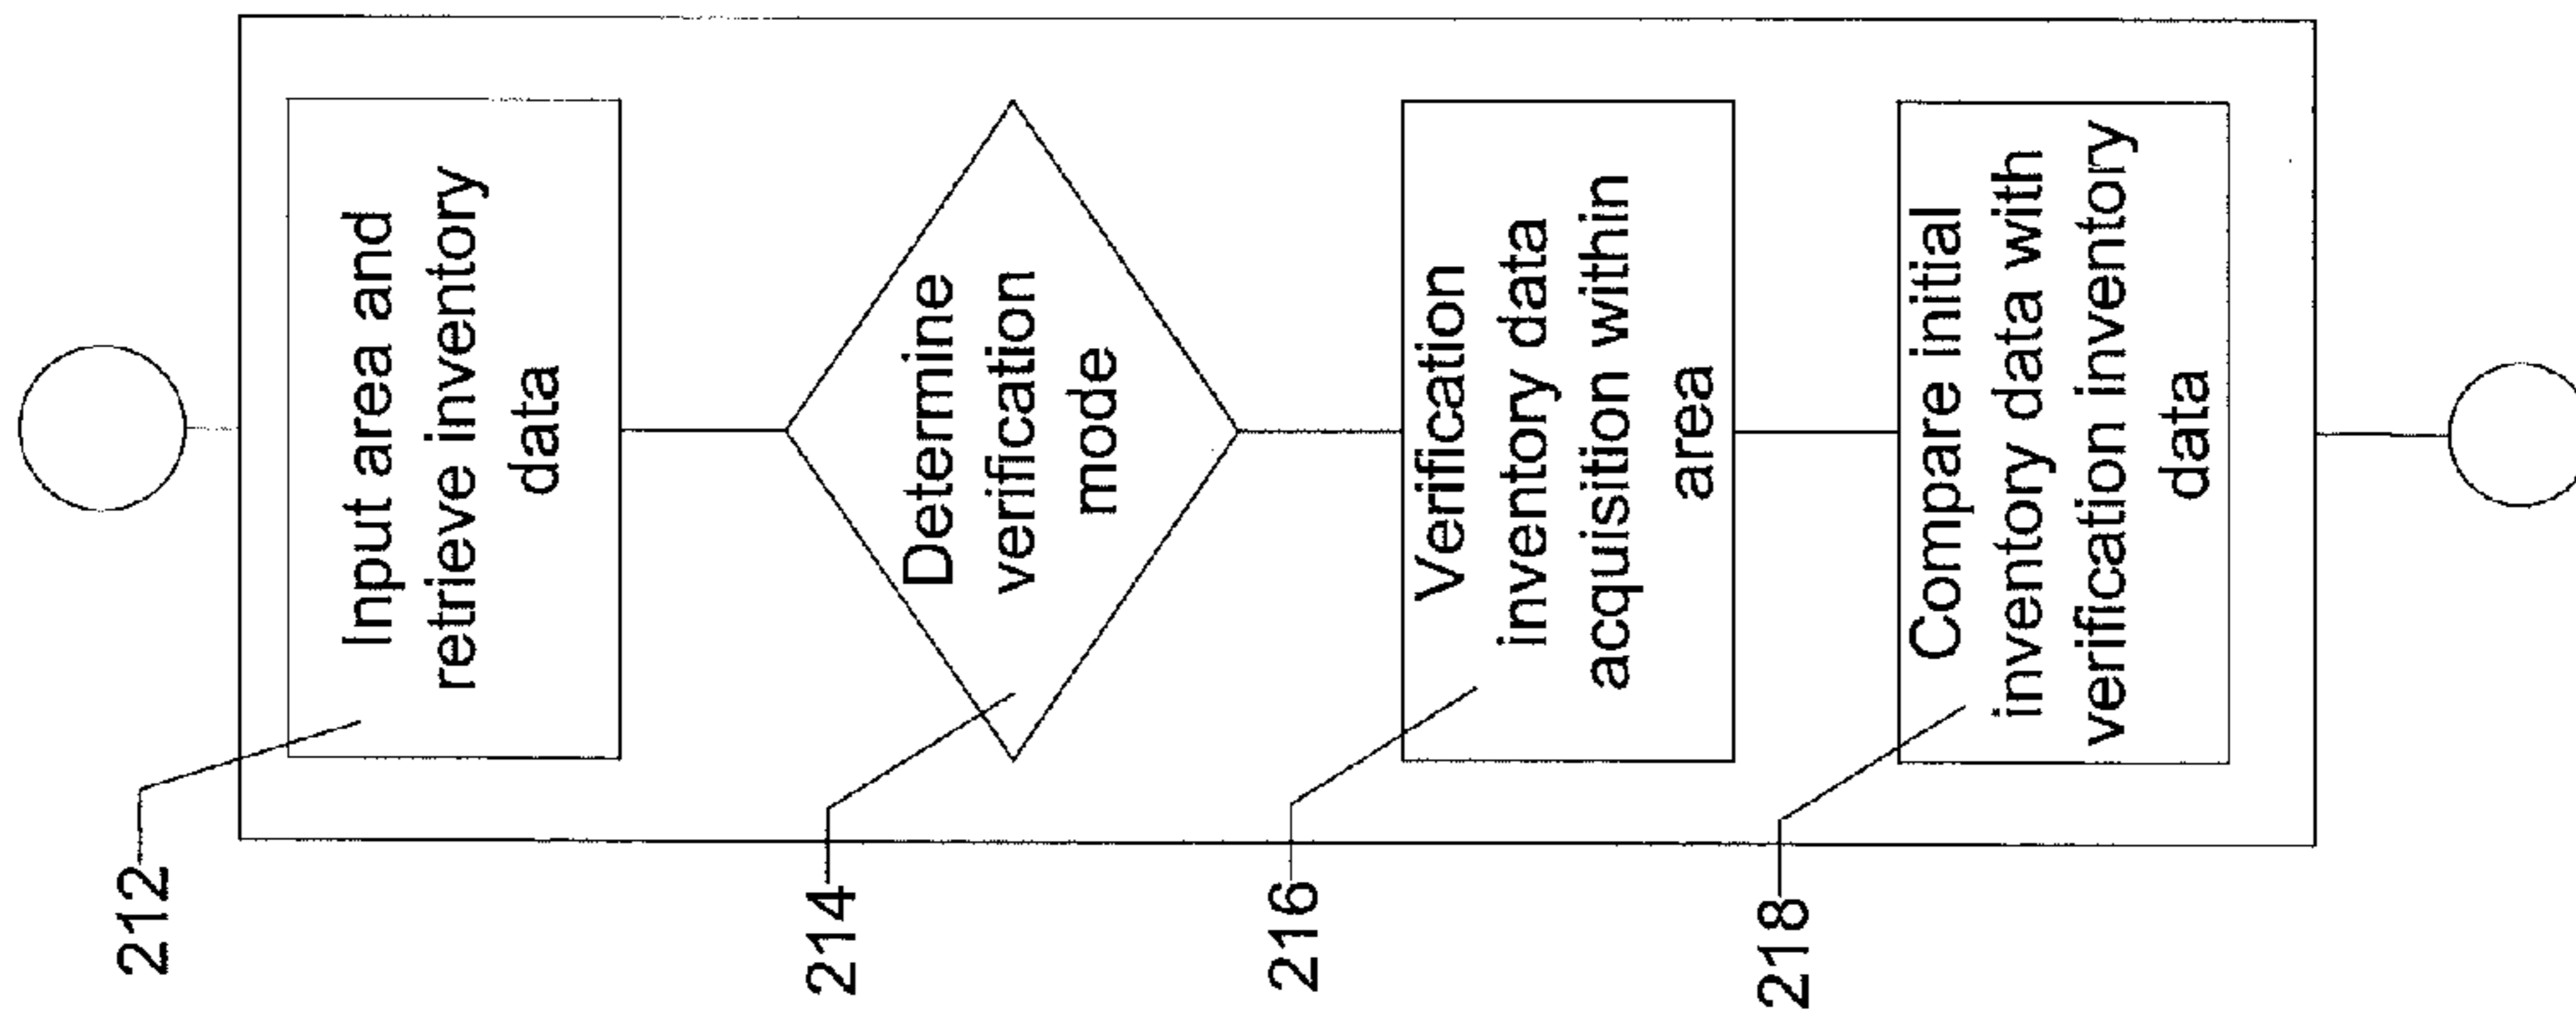 212
Input area and
retrieve inventory
data
214
Determine
verification
mode
216
Verification
inventory data
acquisition within
area
218
Compare initial
inventory data with
verification inventory
data